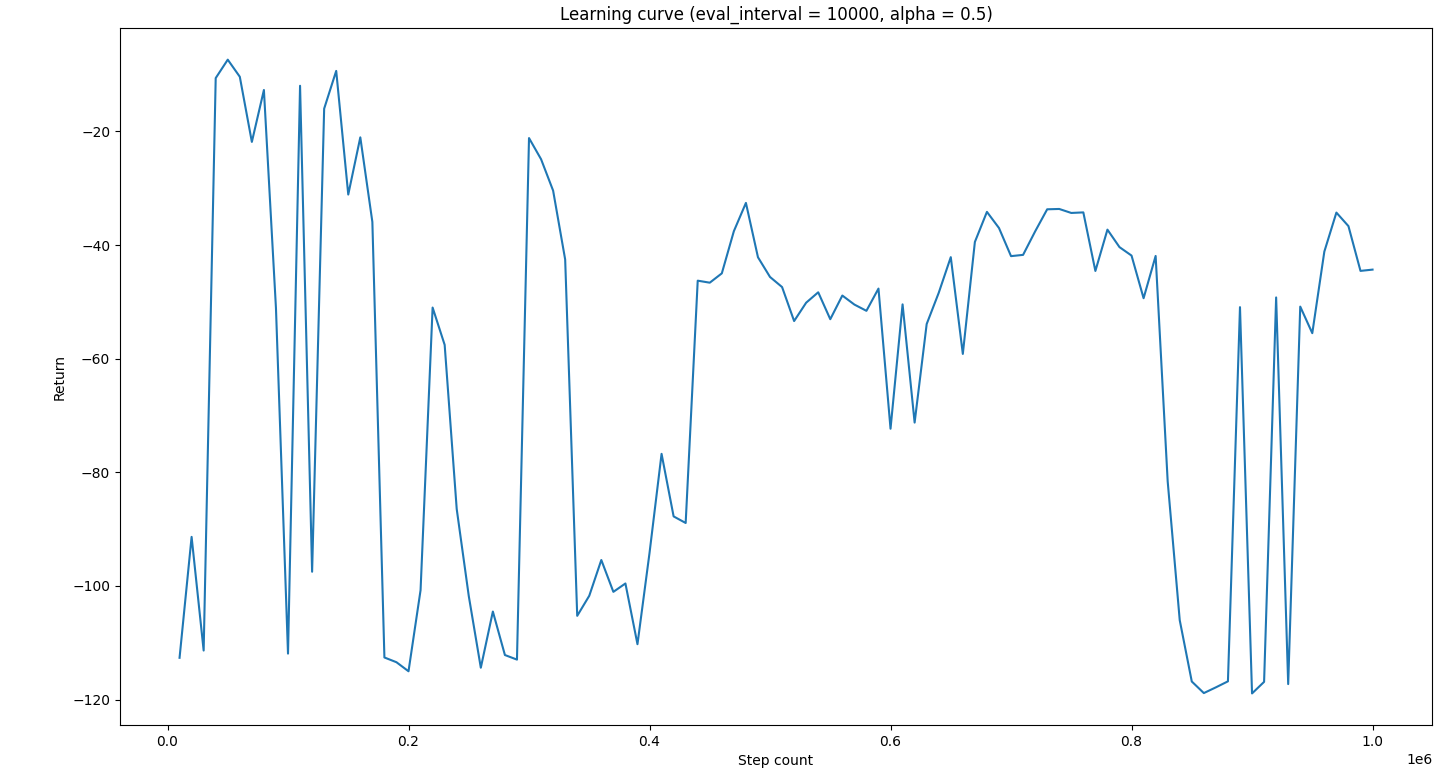 Learning curve (eval_interval = 10000, alpha = 0.5)
Return
−20
−40
−60
−80
−100
−120
0.0 0.2 0.4 0.6 0.8 1.0
1e6
Step count